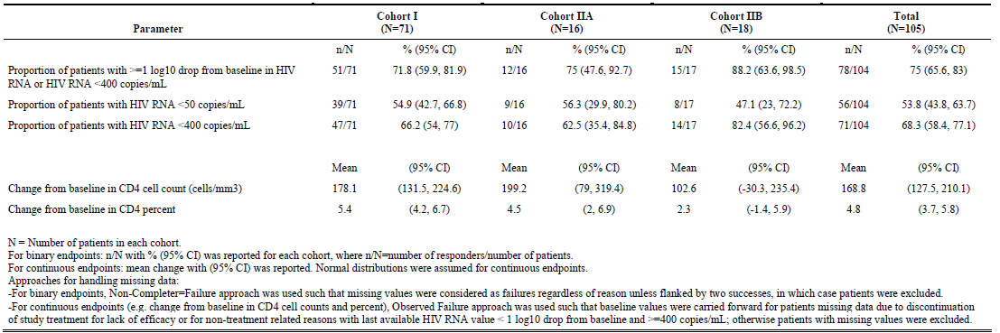 Parameter Cohort I (N=71) Cohort IIA (N=16) Cohort IIB (N=18) Total (N=105)
n/N % (95% CI) n/N % (95% CI) n/N % (95% CI) n/N % (95% CI)
Proportion of patients with >=1 log10 drop from baseline in HIV 51/71 71.8 (59.9, 81.9) 12/16 75 (47.6, 92.7) 15/17 88.2 (63.6, 98.5) 78/104 75 (65.6, 83)
RNA or HIV RNA <400 copies/mL
Proportion of patients with HIV RNA <50 copies/mL 39/71 54.9 (42.7, 66.8) 9/16 56.3 (29.9, 80.2) 8/17 47.1 (23, 72.2) 56/104 53.8 (43.8, 63.7)
Proportion of patients with HIV RNA <400 copies/mL 47/71 66.2 (54, 77) 10/16 62.5 (35.4, 84.8) 14/17 82.4 (56.6, 96.2) 71/104 68.3 (58.4, 77.1)
Mean (95% CI) Mean (95% CI) Mean (95% CI) Mean (95% CI)
Change from baseline in CD4 cell count (cells/mm3) 178.1 (131.5, 224.6) 199.2 (79, 319.4) 102.6 (-30.3, 235.4) 168.8 (127.5, 210.1)
Change from baseline in CD4 percent 5.4 (4.2, 6.7) 4.5 (2, 6.9) 2.3 (-1.4, 5.9) 4.8 (3.7, 5.8)
N = Number of patients in each cohort.
For binary endpoints: n/N with % (95% CI) was reported for each cohort, where n/N=number of responders/number of patients.
For continuous endpoints: mean change with (95% CI) was reported. Normal distributions were assumed for continuous endpoints.
Approaches for handling missing data:
-For binary endpoints, Non-Completer=Failure approach was used such that missing values were considered as failures regardless of reason unless flanked by two successes, in which case patients were excluded.
-For continuous endpoints (e.g. change from baseline in CD4 cell counts and percent), Observed Failure approach was used such that baseline values were carried forward for patients missing data due to discontinuation
of study treatment for lack of efficacy or for non-treatment related reasons with last available HIV RNA value < 1 log10 drop from baseline and >=400 copies/mL; otherwise patients with missing values were excluded.